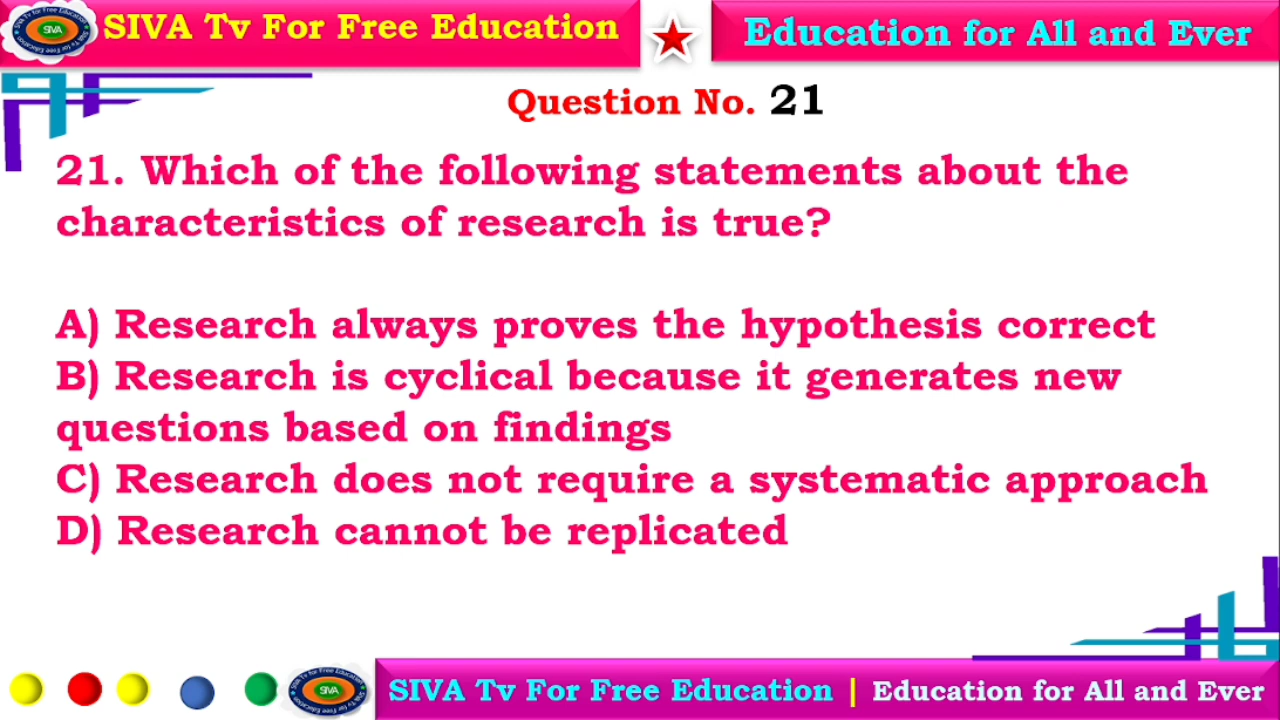 SIVA Tv For Free Education
Education for All and Ever
SIVA
Question No. 21
21. Which of the following statements about the
characteristics of research is true?
A) Research always proves the hypothesis correct
B) Research is cyclical because it generates new
questions based on findings
C) Research does not require a systematic approach
D) Research cannot be replicated
SIVA
SIVA Tv For Free Education | Education for All and Ever